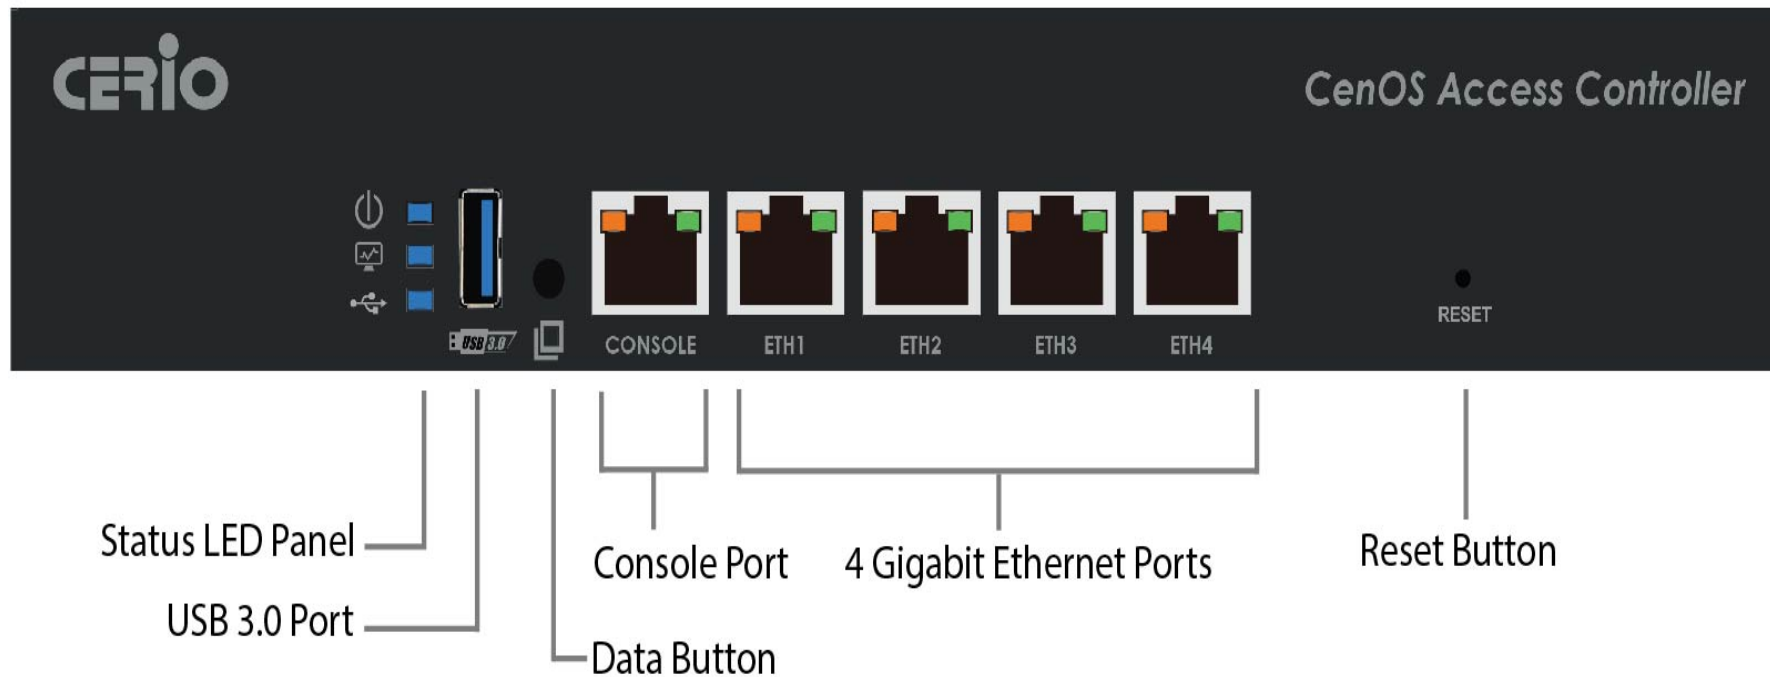 CERIO
CenOS Access Controller
RESET
USB 3.0
CONSOLE
ETH1
ETH2
ETH3
ETH4
Status LED Panel
Console Port
4 Gigabit Ethernet Ports
Reset Button
USB 3.0 Port
Data Button